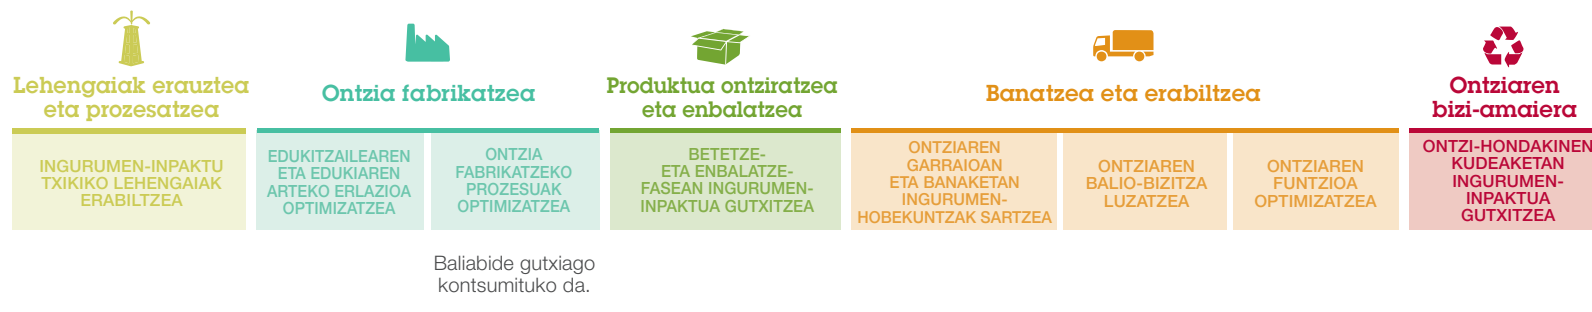 Lehengaiak erauztea
eta prozesatzea
INGURUMEN-INPAKTU
TXIKIKO LEHENGAIAK
ERABILTZEA
Ontzia fabrikatzea
EDUKITZAILEAREN
ETA EDUKIAREN
ARTEKO ERLAZIOA
OPTIMIZATZEA
ONTZIA
FABRIKATZEKO
PROZESUAK
OPTIMIZATZEA
Baliabide gutxiago
kontsumituko da.
Produktua ontziratzea
eta enbalatzea
BETETZE-
ETA ENBALATZE-
FASEAN INGURUMEN-
INPAKTUA GUTXITZEA
Banatzea eta erabiltzea
ONTZIAREN
GARRAIOAN
ETA BANAKETAN
INGURUMEN-
HOBEKUNTZAK SARTZEA
ONTZIAREN
BALIO-BIZITZA
LUZATZEA
ONTZIAREN
FUNTZIOA
OPTIMIZATZEA
Ontziaren
bizi-amaiera
ONTZI-HONDAKINEN
KUDEAKETAN
INGURUMEN-
INPAKTUA
GUTXITZEA